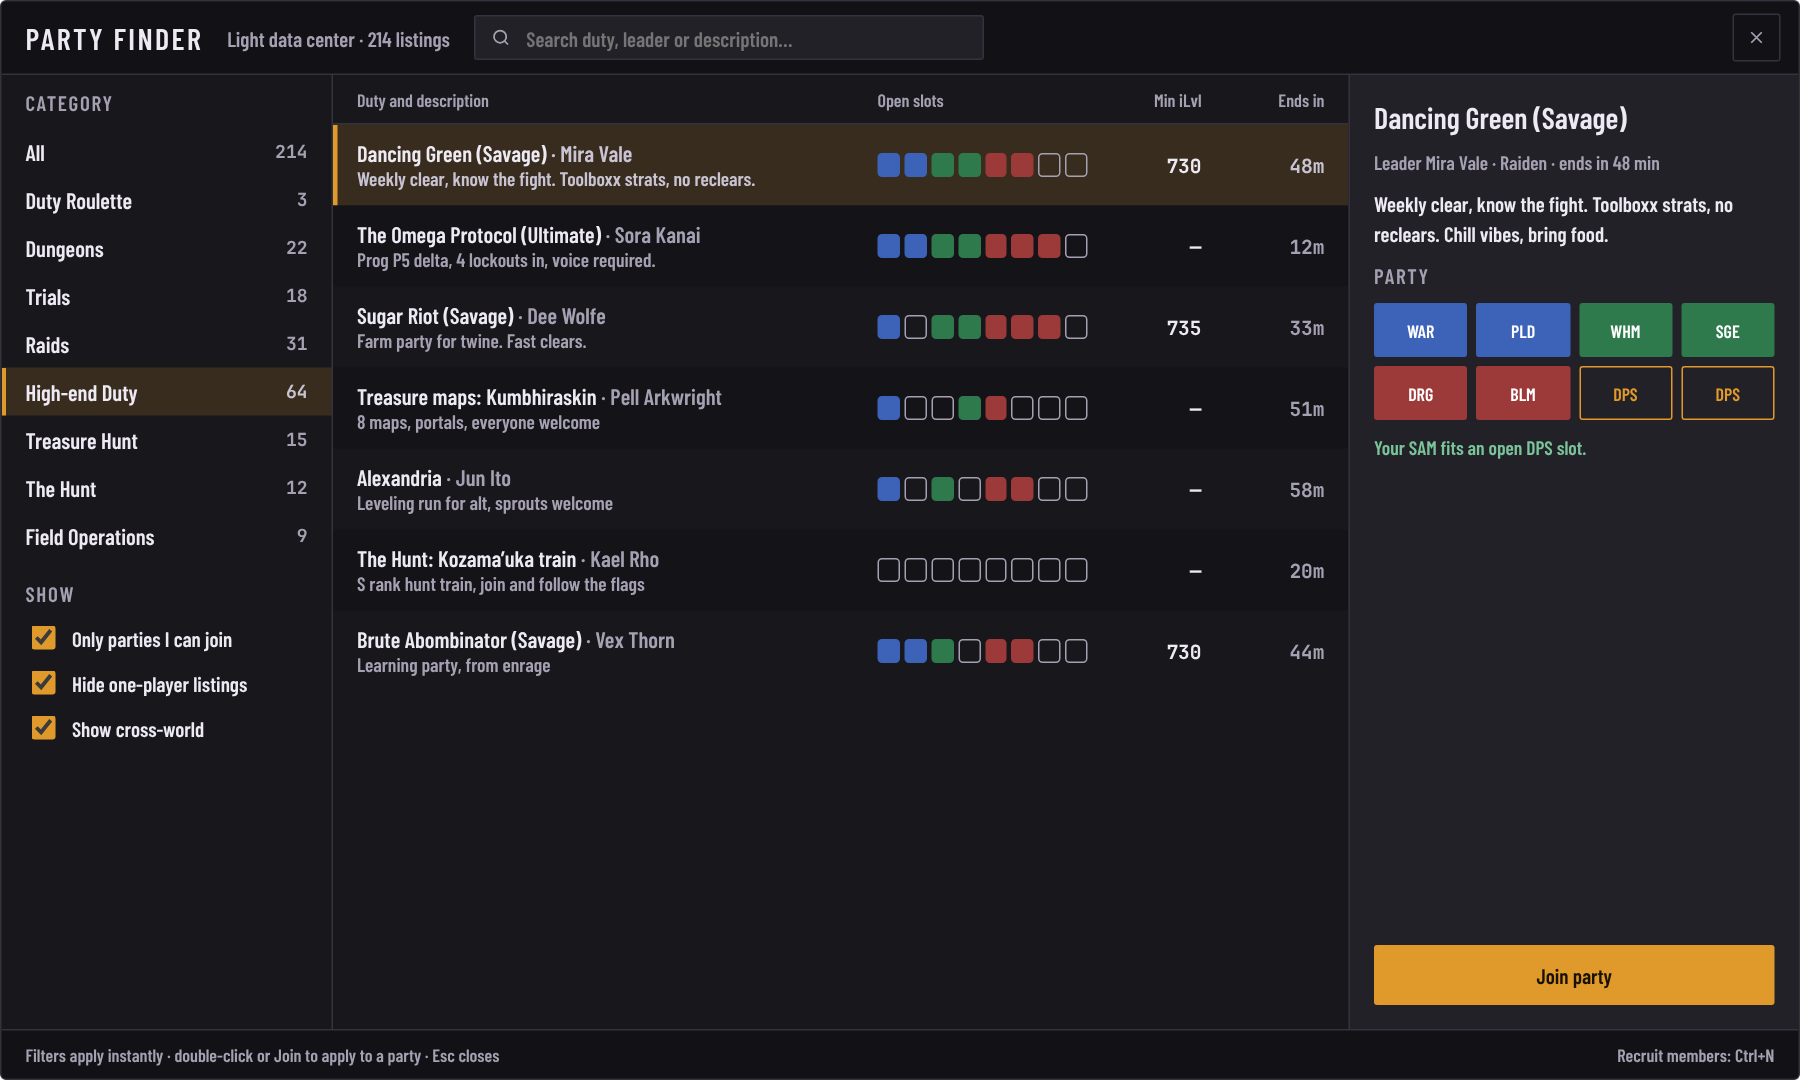 PARTY FINDER
Light data center · 214 listings
Search duty, leader or description...
CATEGORY
All 214
Duty Roulette 3
Dungeons 22
Trials 18
Raids 31
High-end Duty 64
Treasure Hunt 15
The Hunt 12
Field Operations 9
SHOW
Only parties I can join
Hide one-player listings
Show cross-world
Duty and description Open slots Min iLvl Ends in
Dancing Green (Savage) · Mira Vale 730 48m
Weekly clear, know the fight. Toolboxx strats, no reclears.
The Omega Protocol (Ultimate) · Sora Kanai – 12m
Prog P5 delta, 4 lockouts in, voice required.
Sugar Riot (Savage) · Dee Wolfe 735 33m
Farm party for twine. Fast clears.
Treasure maps: Kumbhiraskin · Pell Arkwright – 51m
8 maps, portals, everyone welcome
Alexandria · Jun Ito – 58m
Leveling run for alt, sprouts welcome
The Hunt: Kozama’uka train · Kael Rho – 20m
S rank hunt train, join and follow the flags
Brute Abombinator (Savage) · Vex Thorn 730 44m
Learning party, from enrage
Dancing Green (Savage)
Leader Mira Vale · Raiden · ends in 48 min
Weekly clear, know the fight. Toolboxx strats, no
reclears. Chill vibes, bring food.
PARTY
WAR PLD WHM SGE
DRG BLM DPS DPS
Your SAM fits an open DPS slot.
Join party
Filters apply instantly · double-click or Join to apply to a party · Esc closes
Recruit members: Ctrl+N